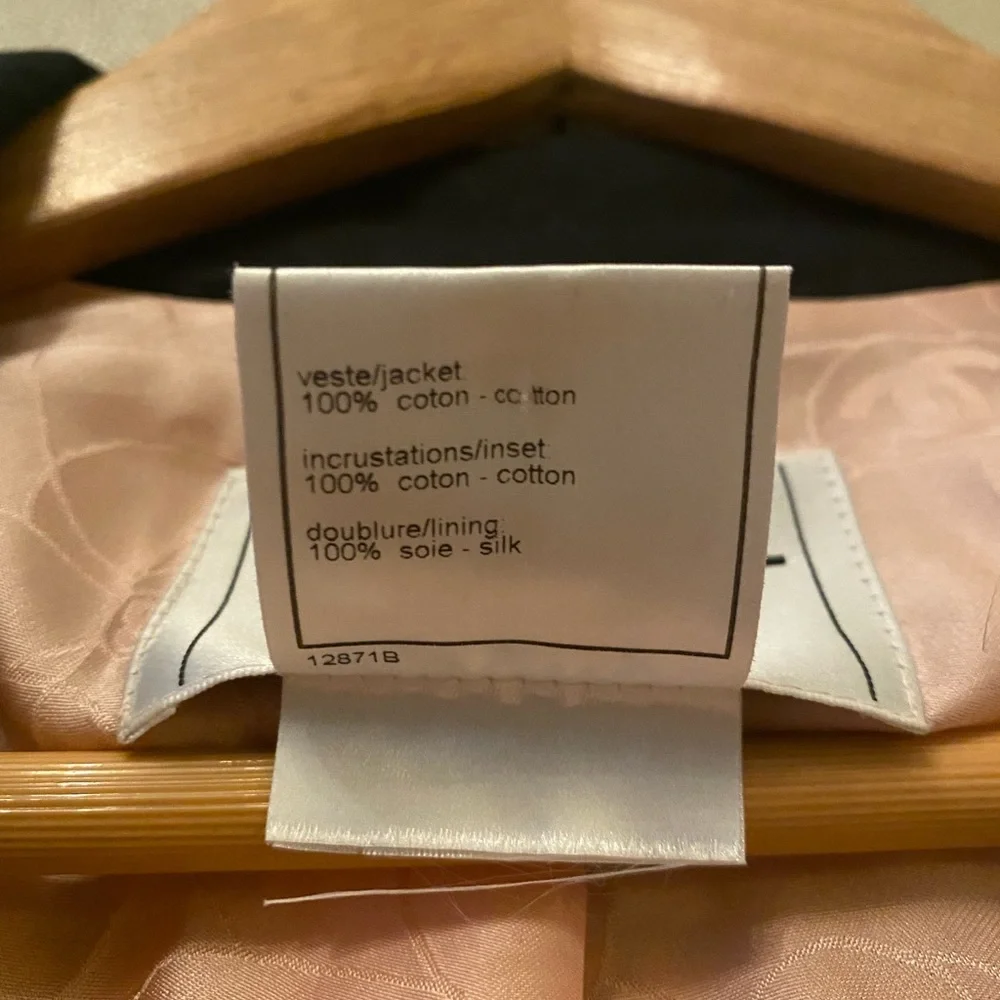 veste/jacket:
100% coton - cotton
incrustations/inset:
100% coton - cotton
doublure/lining:
100% soie - silk
12871B